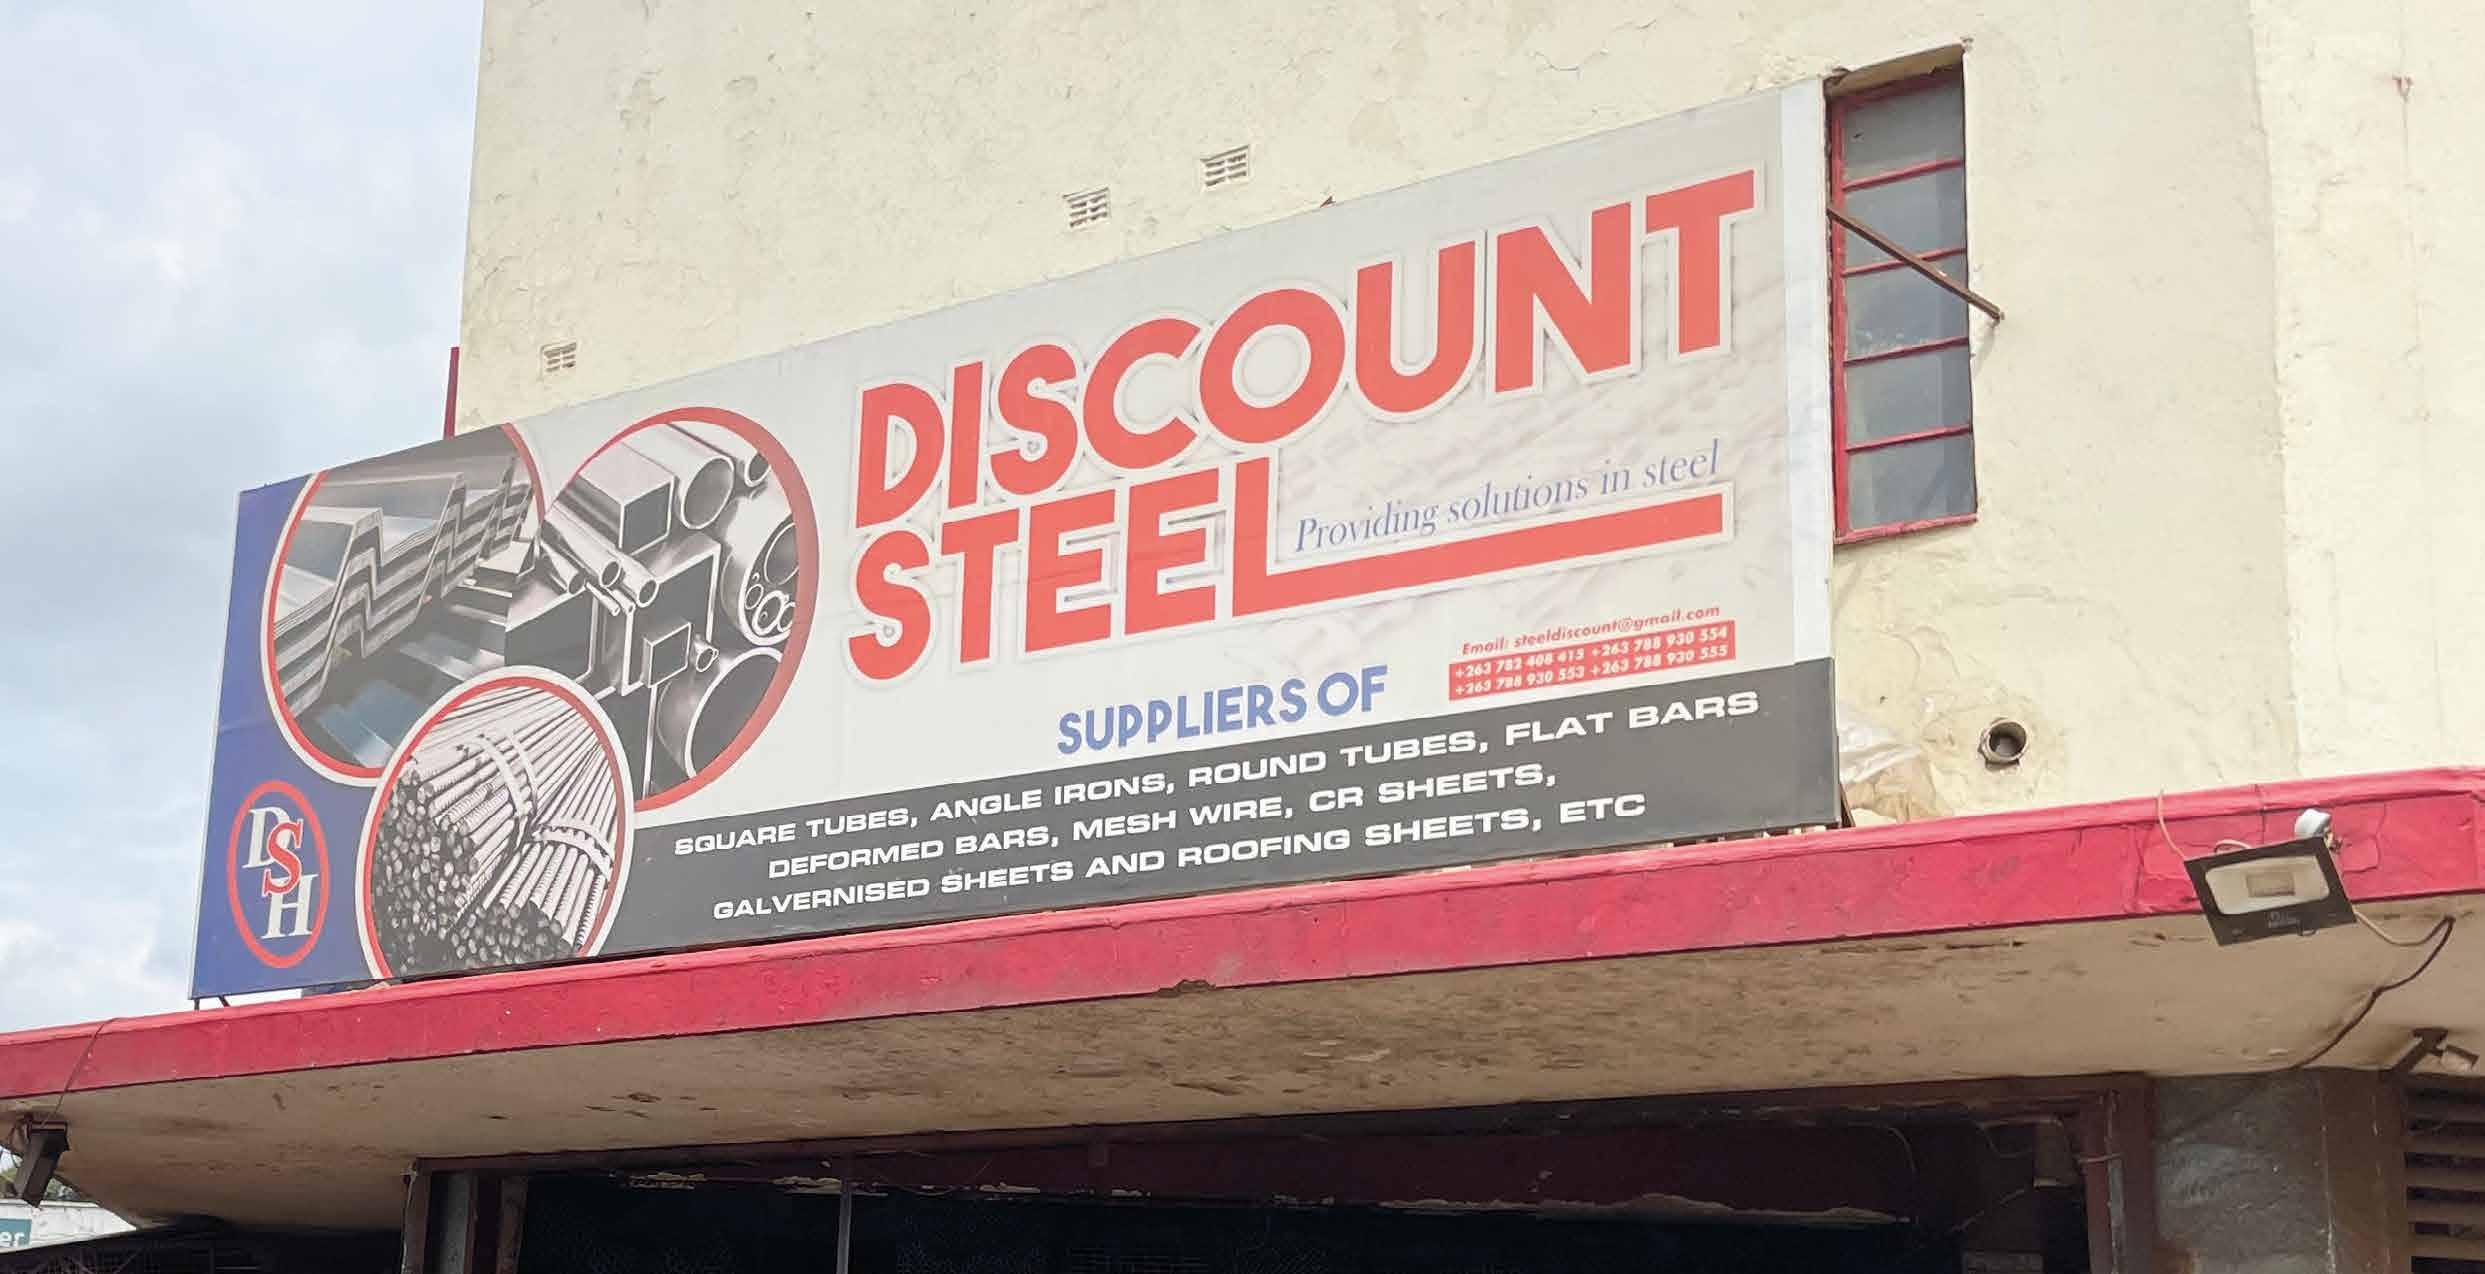 DISCOUNT
STEEL
Providing solutions in steel
Email: steeldiscount@gmail.com
+263 782 408 415 +263 788 930 554
+263 788 930 553 +263 788 930 555
SUPPLIERS OF
SQUARE TUBES, ANGLE IRONS, ROUND TUBES, FLAT BARS
DEFORMED BARS, MESH WIRE, CR SHEETS,
GALVERNISED SHEETS AND ROOFING SHEETS, ETC
DSH